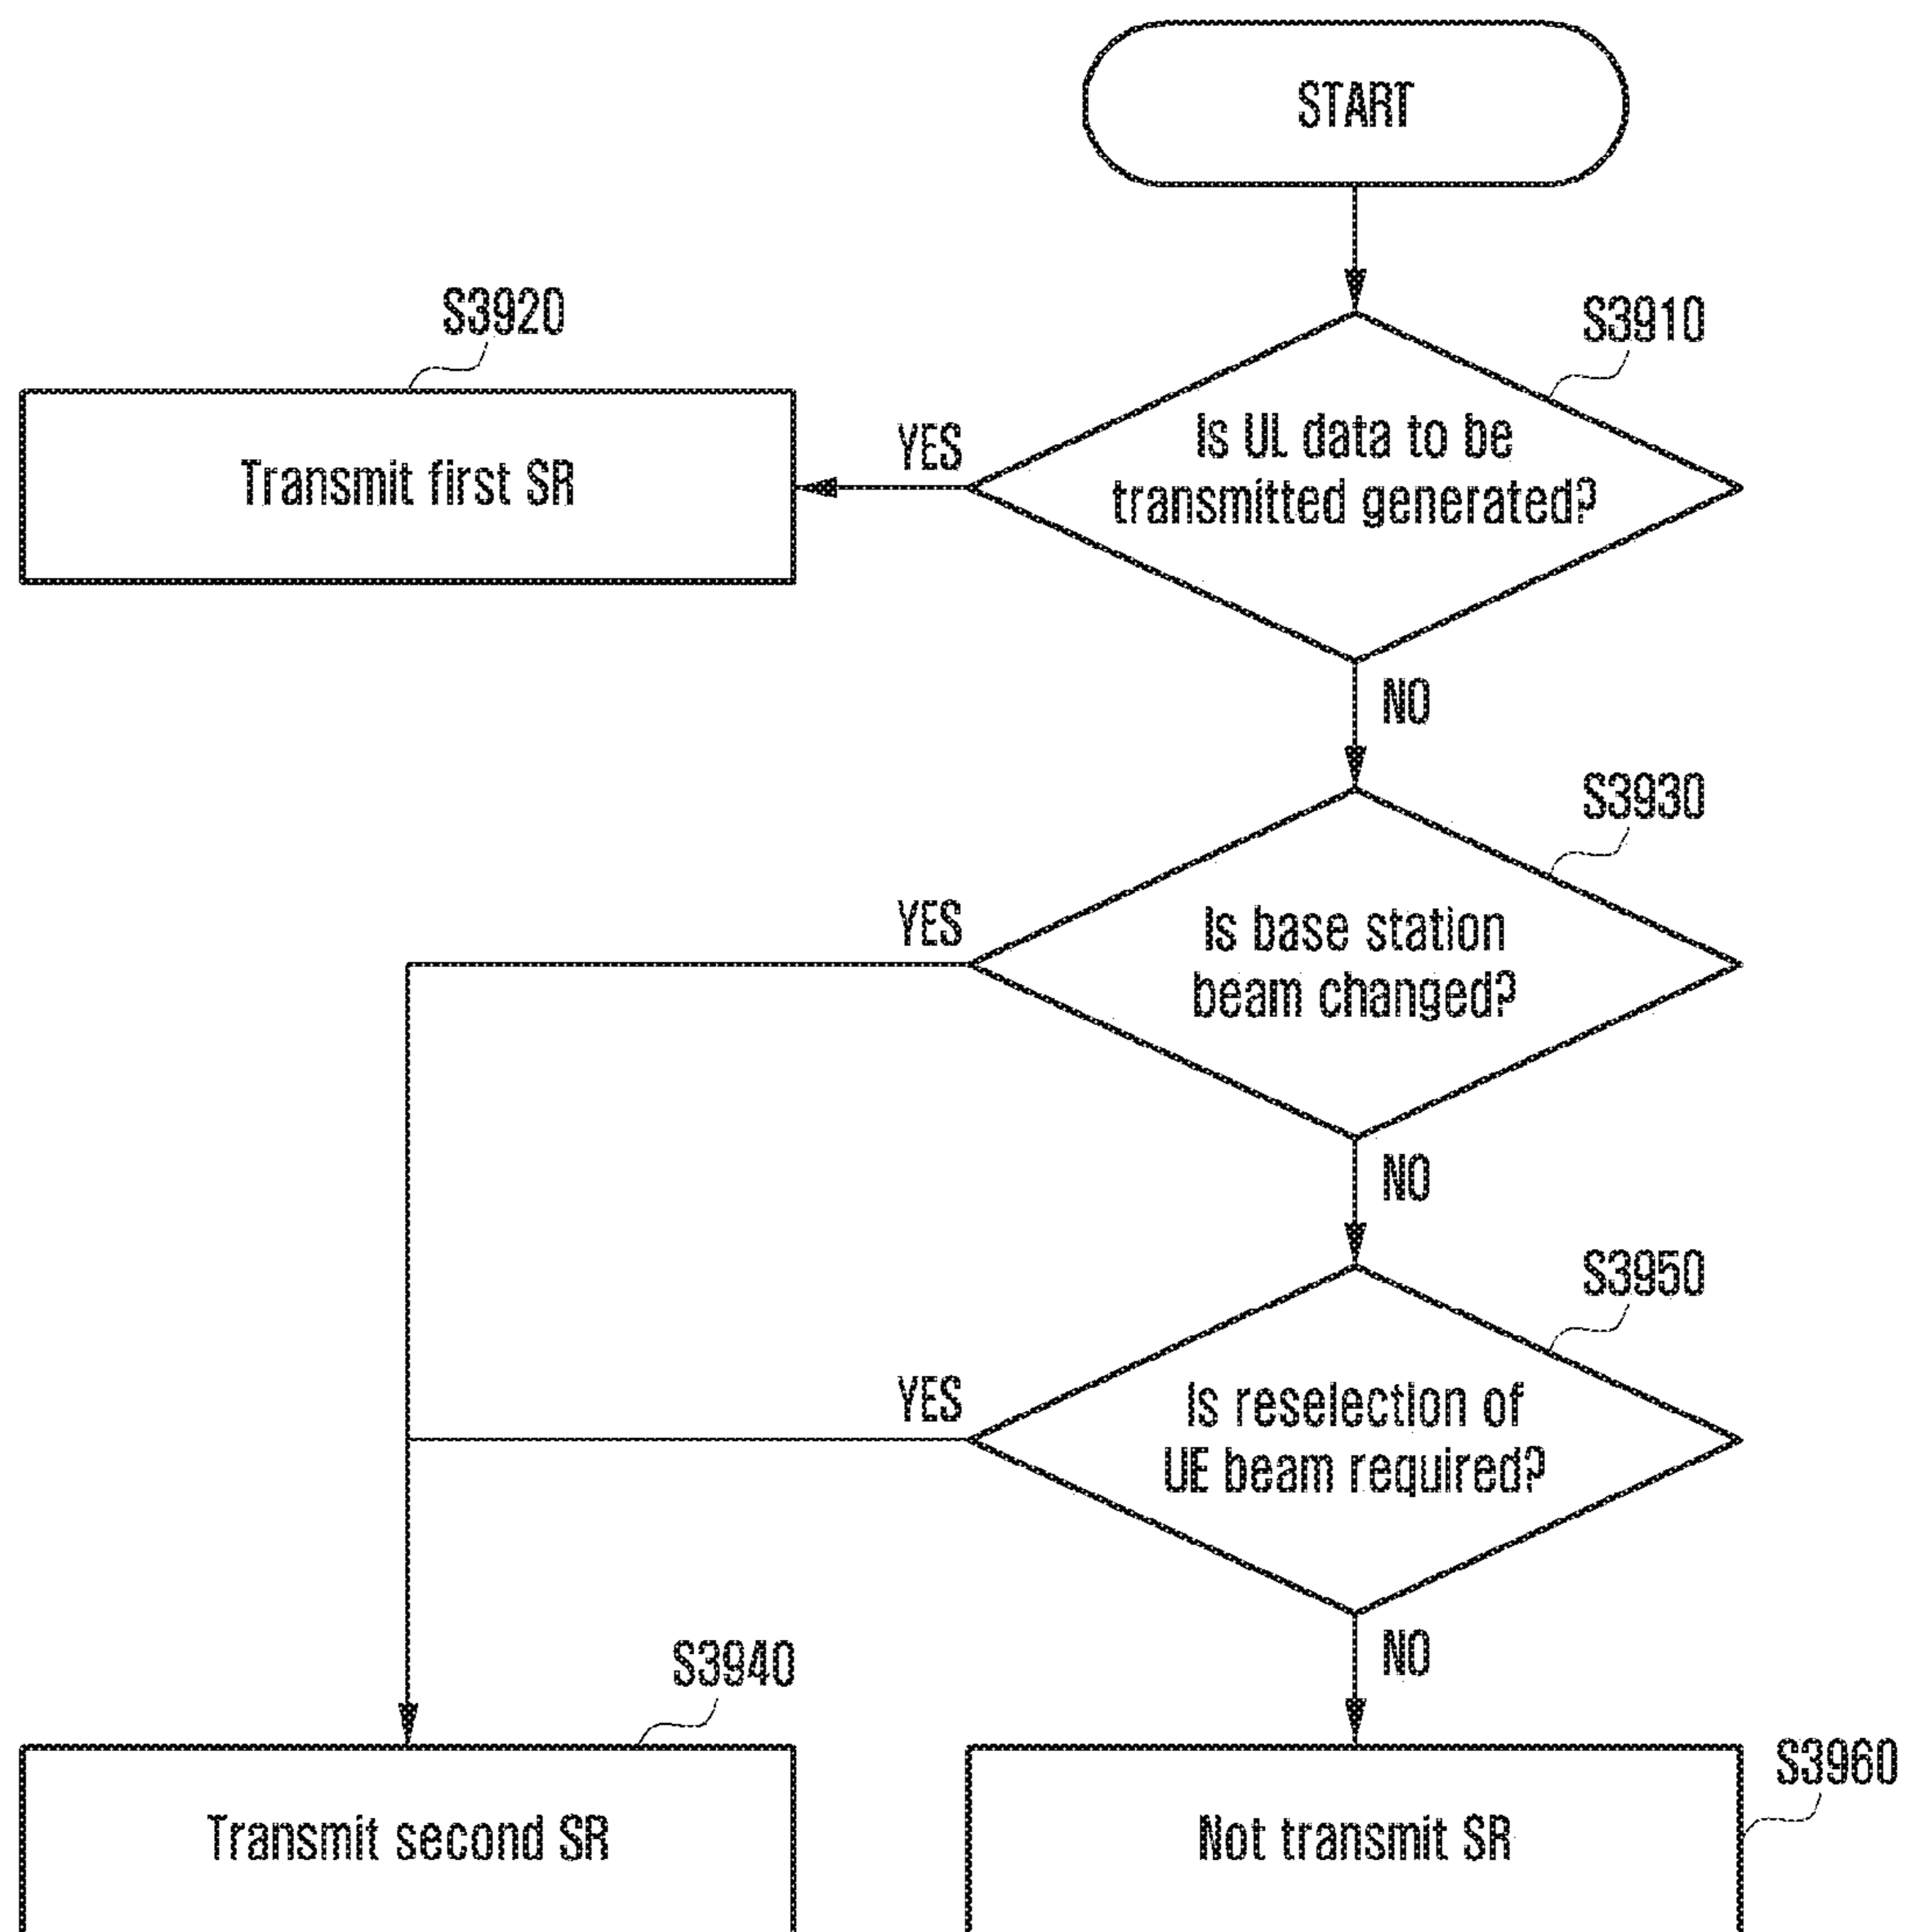 START
S3920
S3910
Transmit first SR
YES
Is UL data to be
transmitted generated?
NO
S3930
YES
Is base station
beam changed?
NO
S3950
YES
Is reselection of
UE beam required?
S3940
NO
S3960
Transmit second SR
Not transmit SR